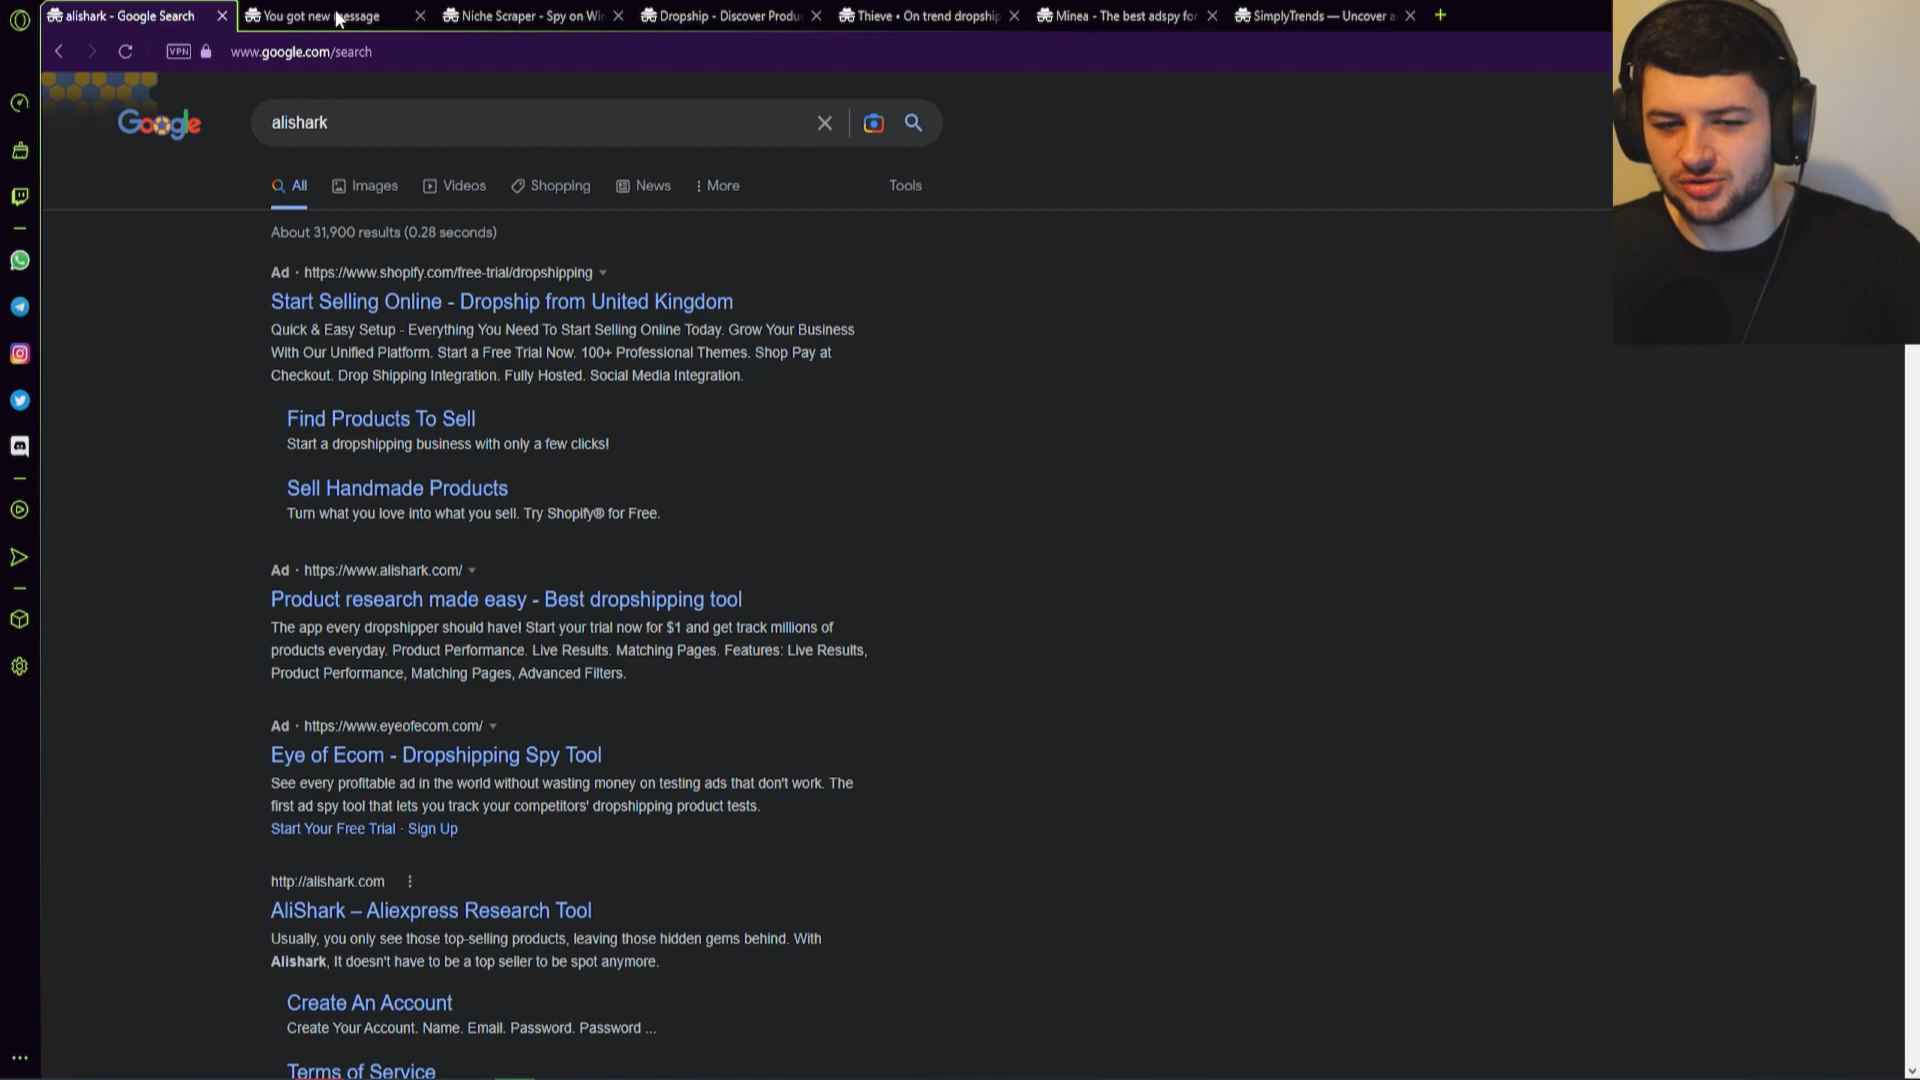 alishark - Google Search
You got new message
Niche Scraper - Spy on Wi
Dropship - Discover Produ
Thieve • On trend dropship
Minea - The best adspy for
SimplyTrends — Uncover a
VPN
www.google.com/search
Google
alishark
All
Images
Videos
Shopping
News
More
Tools
About 31,900 results (0.28 seconds)
Ad · https://www.shopify.com/free-trial/dropshipping
Start Selling Online - Dropship from United Kingdom
Quick & Easy Setup - Everything You Need To Start Selling Online Today. Grow Your Business
With Our Unified Platform. Start a Free Trial Now. 100+ Professional Themes. Shop Pay at
Checkout. Drop Shipping Integration. Fully Hosted. Social Media Integration.
Find Products To Sell
Start a dropshipping business with only a few clicks!
Sell Handmade Products
Turn what you love into what you sell. Try Shopify® for Free.
Ad · https://www.alishark.com/
Product research made easy - Best dropshipping tool
The app every dropshipper should have! Start your trial now for $1 and get track millions of
products everyday. Product Performance. Live Results. Matching Pages. Features: Live Results,
Product Performance, Matching Pages, Advanced Filters.
Ad · https://www.eyeofecom.com/
Eye of Ecom - Dropshipping Spy Tool
See every profitable ad in the world without wasting money on testing ads that don't work. The
first ad spy tool that lets you track your competitors' dropshipping product tests.
Start Your Free Trial · Sign Up
http://alishark.com
AliShark – Aliexpress Research Tool
Usually, you only see those top-selling products, leaving those hidden gems behind. With
Alishark, It doesn't have to be a top seller to be spot anymore.
Create An Account
Create Your Account. Name. Email. Password. Password ...
Terms of Service